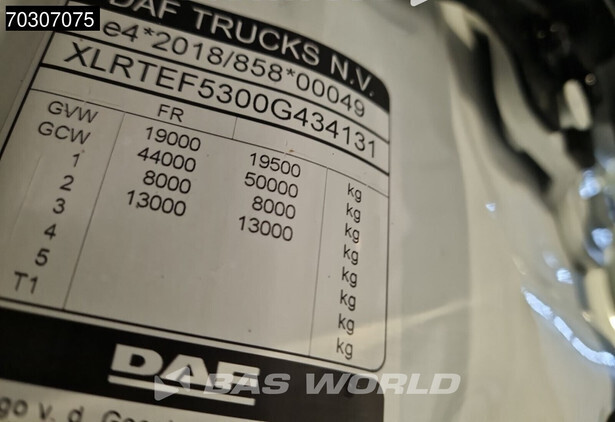 70307075
DAF TRUCKS N.V.
e4*2018/858*00049
XLRTEF5300G434131
FR
GVW 19000 19500 kg
GCW 44000 50000 kg
1 8000 8000 kg
2 13000 13000 kg
3 kg
4 kg
5 kg
T1 kg
DAF
BAS WORLD
go v. d.